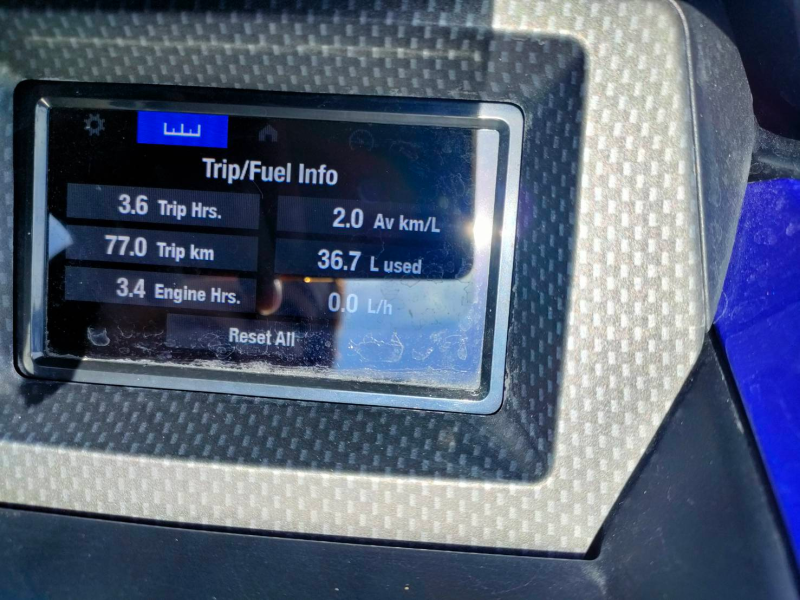 Trip/Fuel Info
3.6 Trip Hrs.
2.0 Av km/L
77.0 Trip km
36.7 L used
3.4 Engine Hrs.
0.0 L/h
Reset All